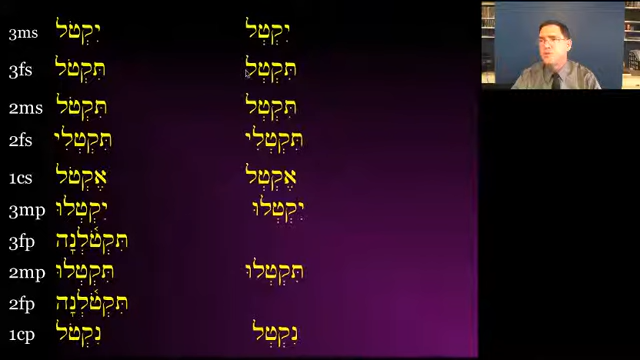 3ms יִקְטֹל יִקְטְל
3fs תִּקְטֹל תִּקְטְל
2ms תִּקְטֹל תִּקְטְל
2fs תִּקְטְלִי תִּקְטְלִי
1cs אֶקְטֹל אֶקְטְל
3mp יִקְטְלוּ יִקְטְלוּ
3fp תִּקְטֹ֫לְנָה
2mp תִּקְטְלוּ תִּקְטְלוּ
2fp תִּקְטֹ֫לְנָה
1cp נִקְטֹל נִקְטְל